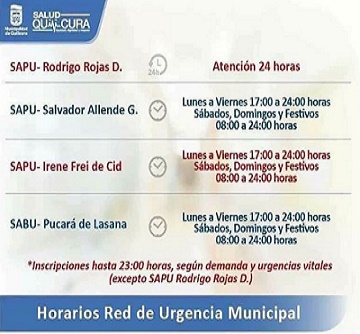 Municipalidad
de Quilicura
SALUD
QUILICURA
SAPU- Rodrigo Rojas D.
24h
Atención 24 horas
SAPU- Salvador Allende G.
Lunes a Viernes 17:00 a 24:00 horas
Sábados, Domingos y Festivos
08:00 a 24:00 horas
SAPU- Irene Frei de Cid
Lunes a Viernes 17:00 a 24:00 horas
Sábados, Domingos y Festivos
08:00 a 24:00 horas
SABU- Pucará de Lasana
Lunes a Viernes 17:00 a 24:00 horas
Sábados, Domingos y Festivos
08:00 a 24:00 horas
*Inscripciones hasta 23:00 horas, según demanda y urgencias vitales
(excepto SAPU Rodrigo Rojas D.)
Horarios Red de Urgencia Municipal